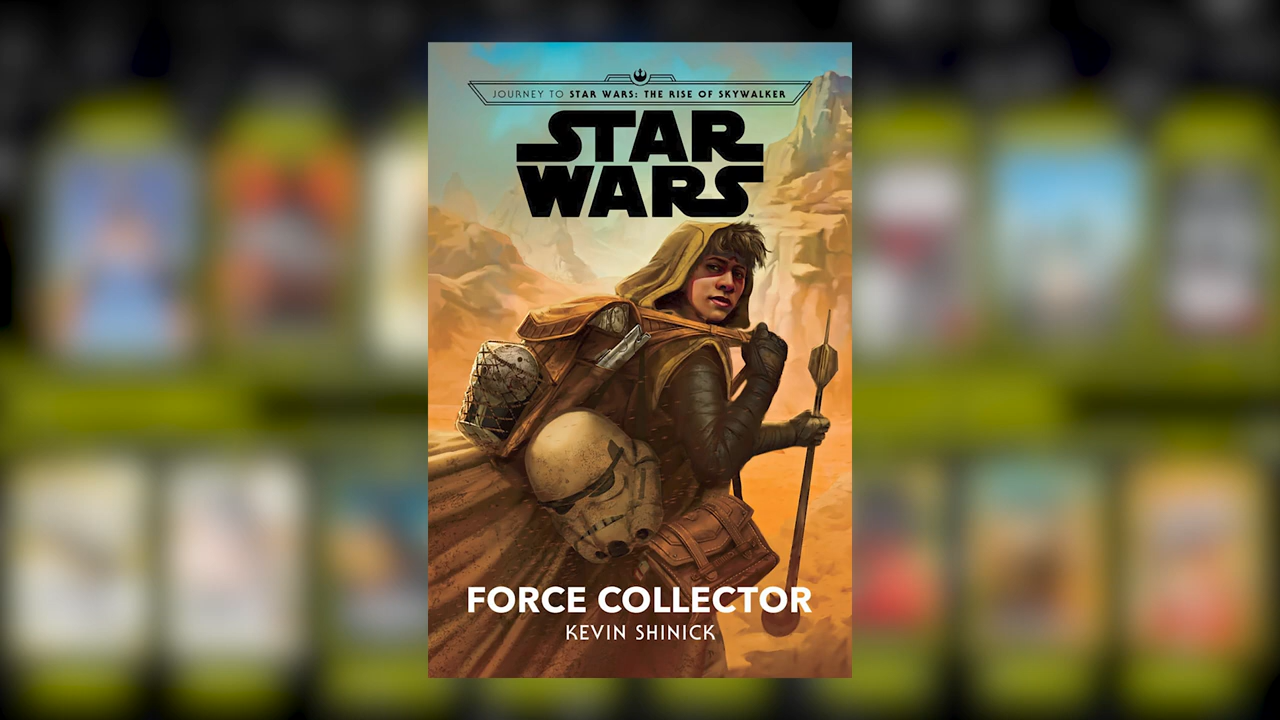 JOURNEY TO STAR WARS: THE RISE OF SKYWALKER
STAR
WARS
FORCE COLLECTOR
KEVIN SHINICK